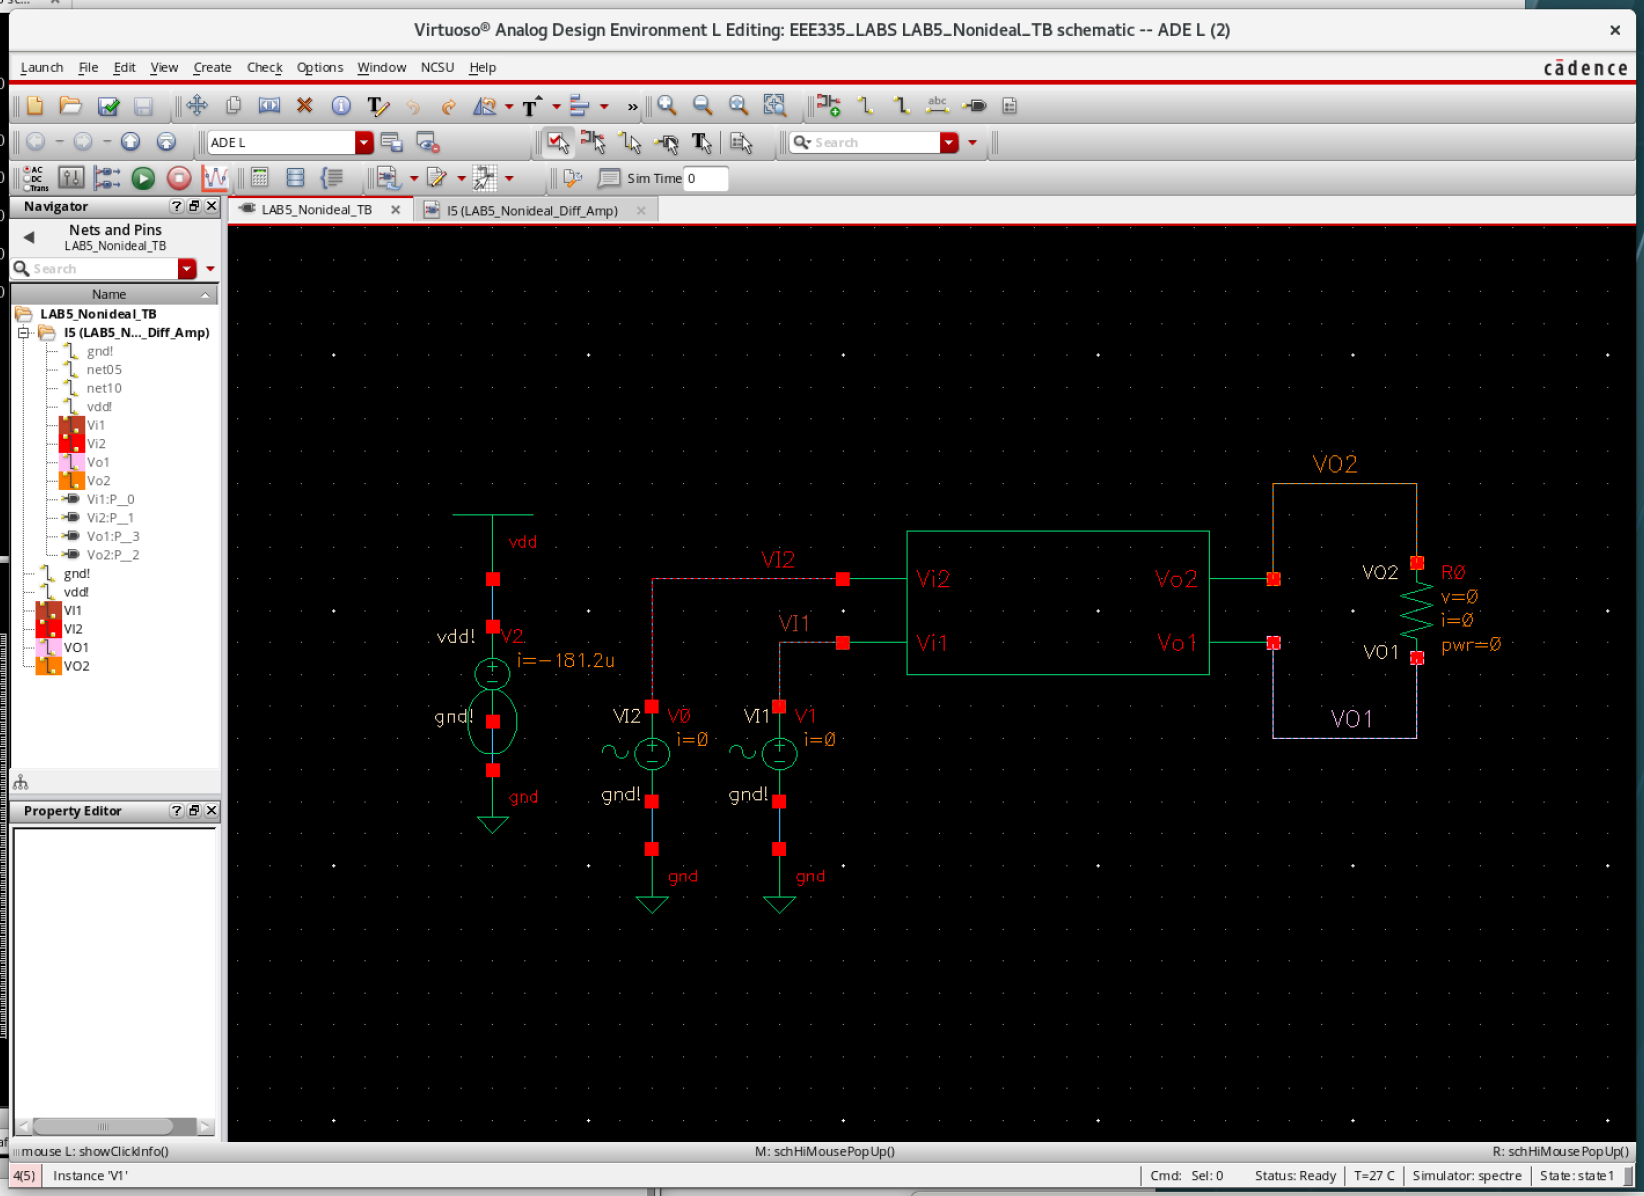 Virtuoso® Analog Design Environment L Editing: EEE335_LABS LAB5_Nonideal_TB schematic -- ADE L (2)
Launch File Edit View Create Check Options Window NCSU Help
cādence
abc
ADE L
Search
AC
DC
Trans
Sim Time 0
Navigator
LAB5_Nonideal_TB
I5 (LAB5_Nonideal_Diff_Amp)
Nets and Pins
LAB5_Nonideal_TB
Search
Name
LAB5_Nonideal_TB
I5 (LAB5_N..._Diff_Amp)
gnd!
net05
net10
vdd!
Vi1
Vi2
Vo1
Vo2
Vi1:P__0
Vi2:P__1
Vo1:P__3
Vo2:P__2
gnd!
vdd!
VI1
VI2
VO1
VO2
Property Editor
vdd
vdd!
V2
i=-181.2u
gnd!
gnd
VI2
VI1
VI2
V0
i=0
gnd!
gnd
VI1
V1
i=0
gnd!
gnd
Vi2
Vi1
Vo2
Vo1
VO2
VO2
R0
v=0
i=0
pwr=0
VO1
VO1
mouse L: showClickInfo()
M: schHiMousePopUp()
R: schHiMousePopUp()
4(5)
Instance 'V1'
Cmd: Sel: 0
Status: Ready
T=27 C
Simulator: spectre
State: state1